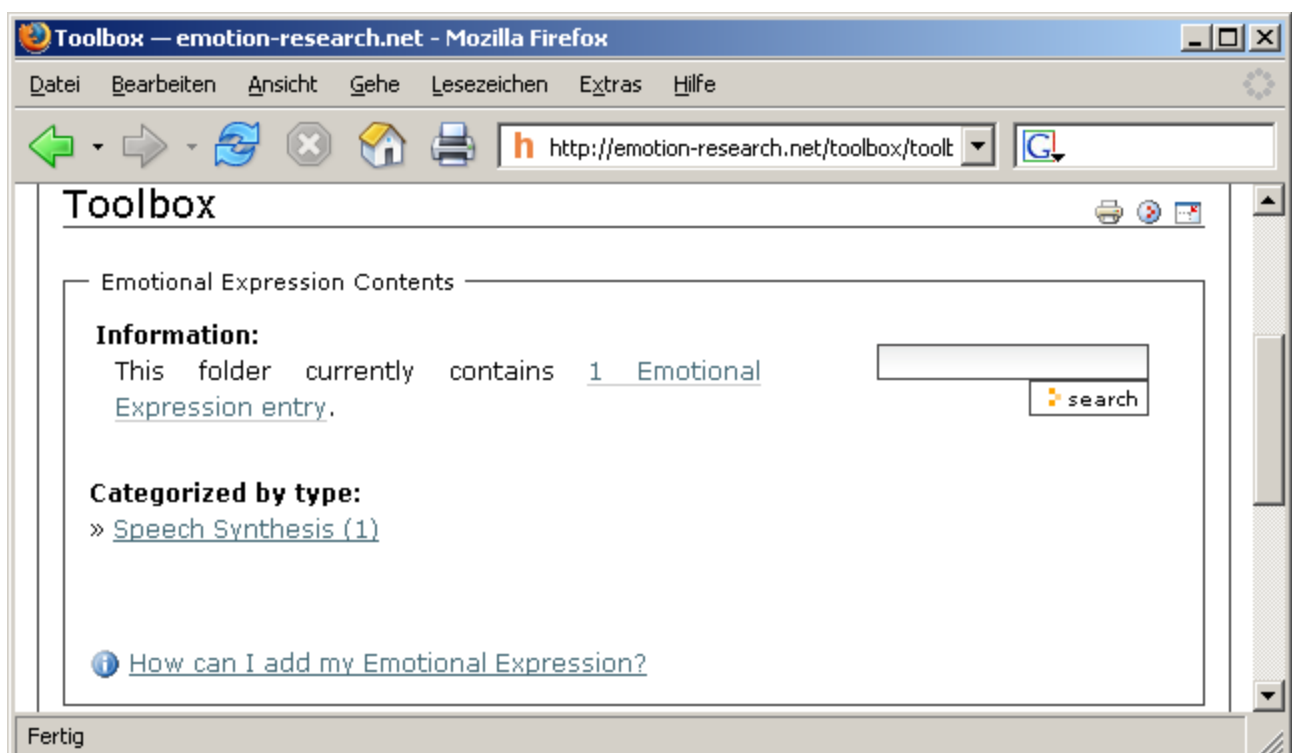 Toolbox — emotion-research.net - Mozilla Firefox
Datei Bearbeiten Ansicht Gehe Lesezeichen Extras Hilfe
h http://emotion-research.net/toolbox/toolb G
Toolbox
Emotional Expression Contents
Information:
This folder currently contains 1 Emotional
Expression entry.
search
Categorized by type:
» Speech Synthesis (1)
How can I add my Emotional Expression?
Fertig